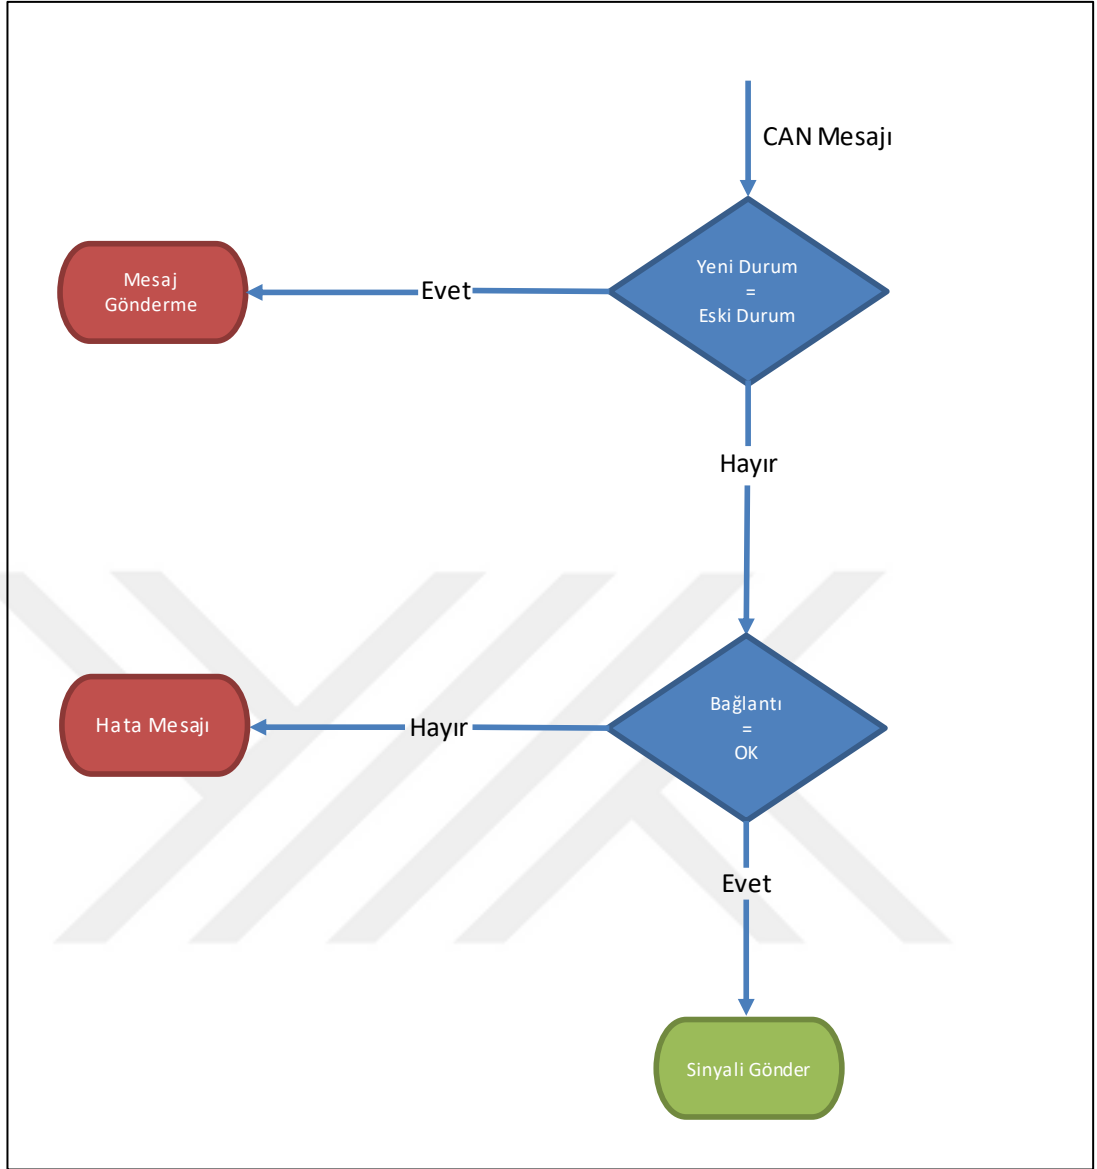 CAN Mesajı
Yeni Durum
=
Eski Durum
Evet
Mesaj
Gönderme
Hayır
Bağlantı
=
OK
Hayır
Hata Mesajı
Evet
Sinyali Gönder